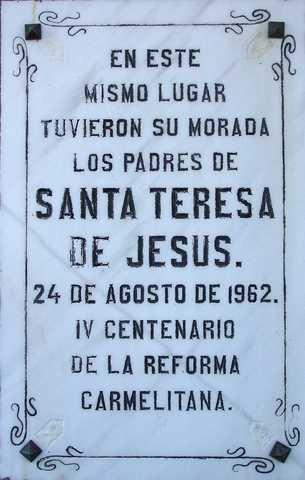 EN ESTE
MISMO LUGAR
TUVIERON SU MORADA
LOS PADRES DE
SANTA TERESA
DE JESUS.
24 DE AGOSTO DE 1962.
IV CENTENARIO
DE LA REFORMA
CARMELITANA.